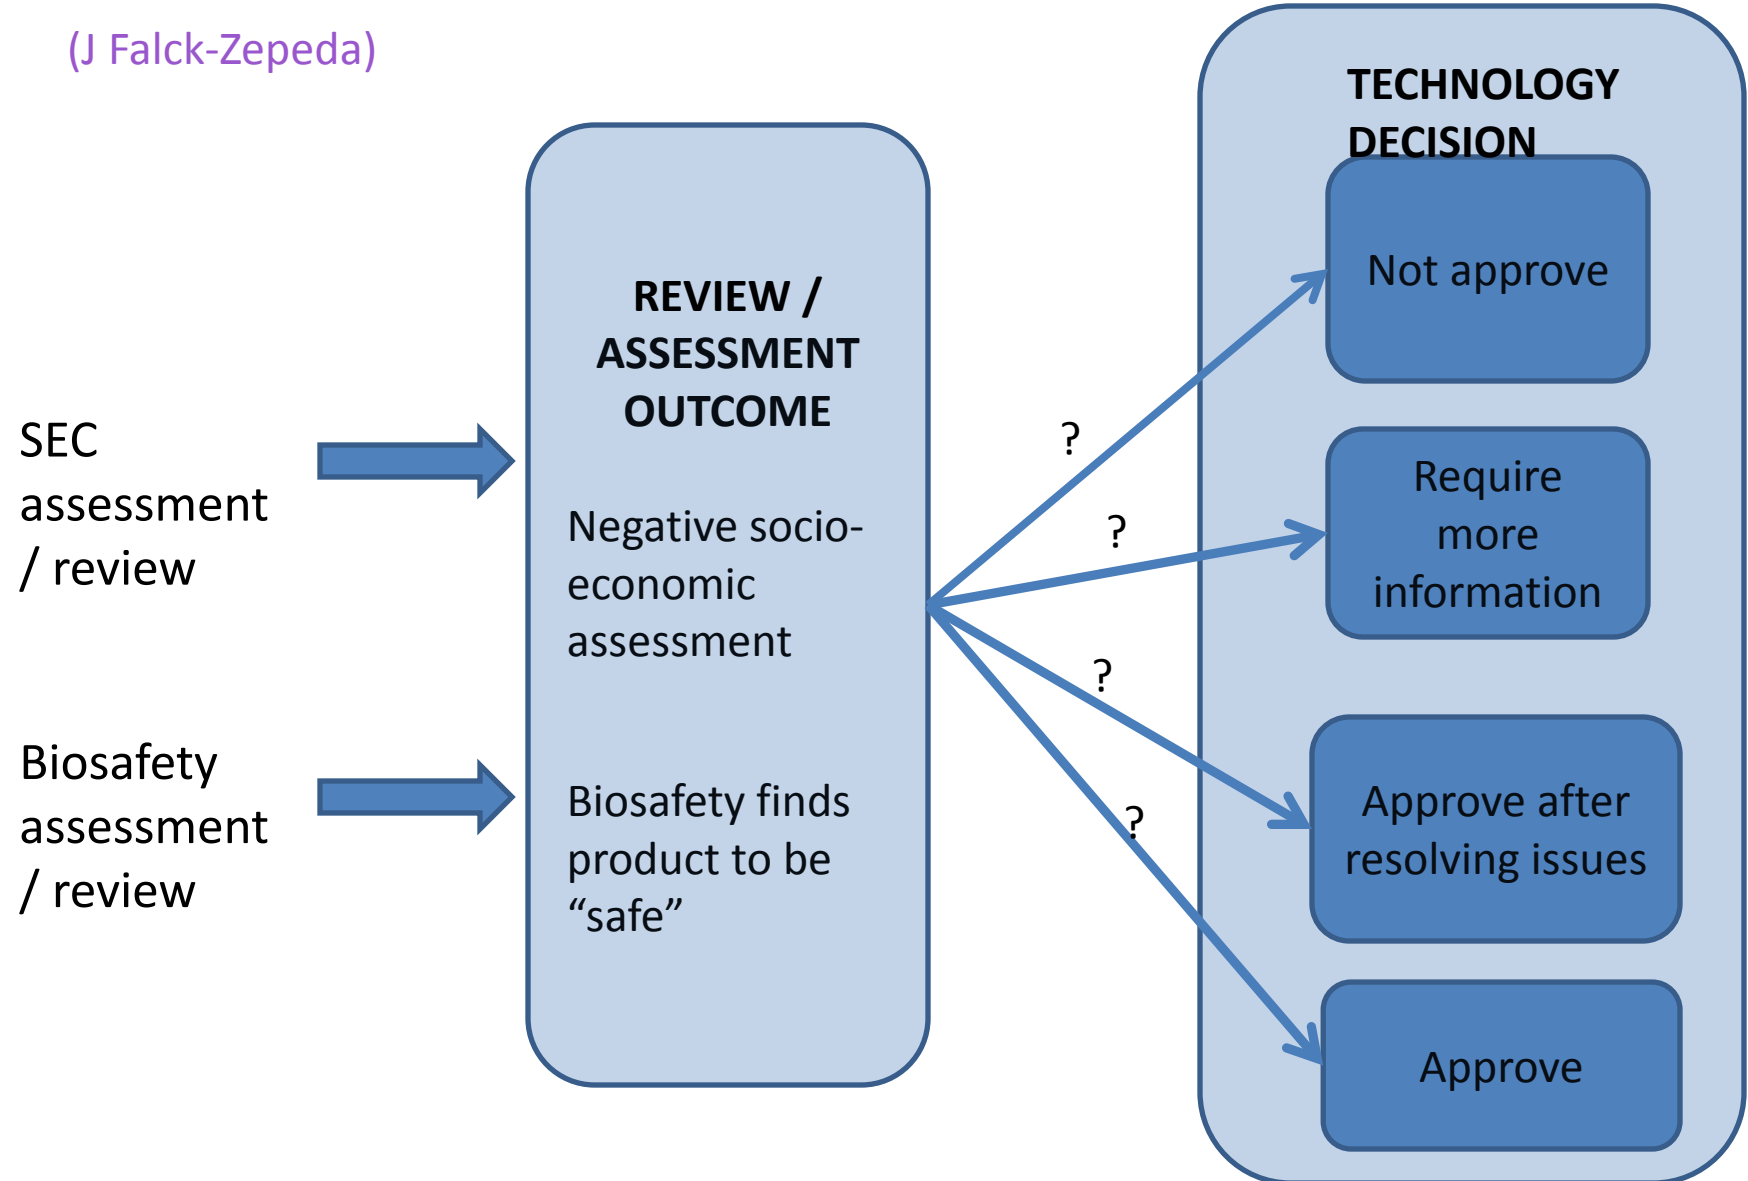 (J Falck-Zepeda)
SEC
assessment
/ review
Biosafety
assessment
/ review
REVIEW /
ASSESSMENT
OUTCOME
Negative socio-
economic
assessment
Biosafety finds
product to be
“safe”
?
?
?
?
TECHNOLOGY
DECISION
Not approve
Require
more
information
Approve after
resolving issues
Approve